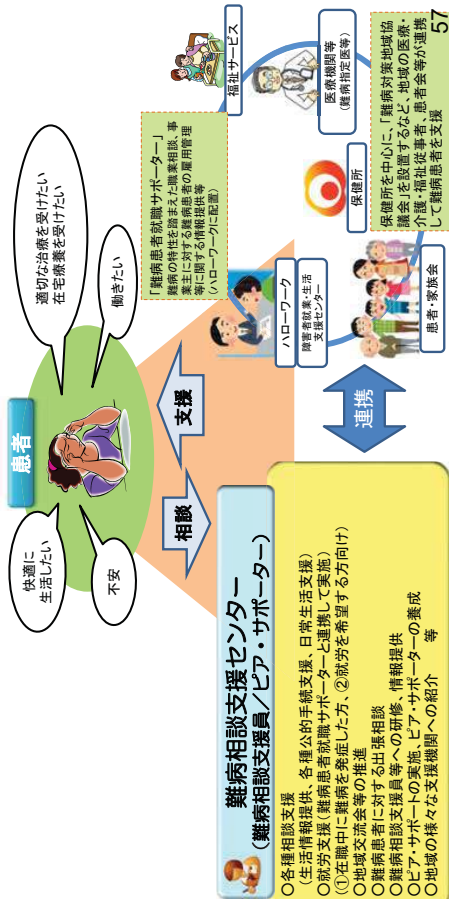 患者
快適に
生活したい
不安
適切な治療を受けたい
在宅療養を受けたい
働きたい
相談
支援
難病相談支援センター
(難病相談支援員/ピア・サポーター)
○各種相談支援
(生活情報提供、各種公的手続支援、日常生活支援)
○就労支援(難病患者就職サポーターと連携して実施)
(①在職中に難病を発症した方、②就労を希望する方向け)
○地域交流会等の推進
○難病患者に対する出張相談
○難病相談支援員等への研修、情報提供
○ピア・サポートの実施、ピア・サポーターの養成
○地域の様々な支援機関への紹介 等
連携
「難病患者就職サポーター」
難病の特性を踏まえた職業相談、事
業主に対する難病患者の雇用管理
等に関する情報提供等
(ハローワークに配置)
福祉サービス
医療機関等
(難病指定医等)
保健所
ハローワーク
障害者就業・生活
支援センター
患者・家族会
保健所を中心に、「難病対策地域協
議会」を設置するなど、地域の医療・
介護・福祉従事者、患者会等が連携
して難病患者を支援
57